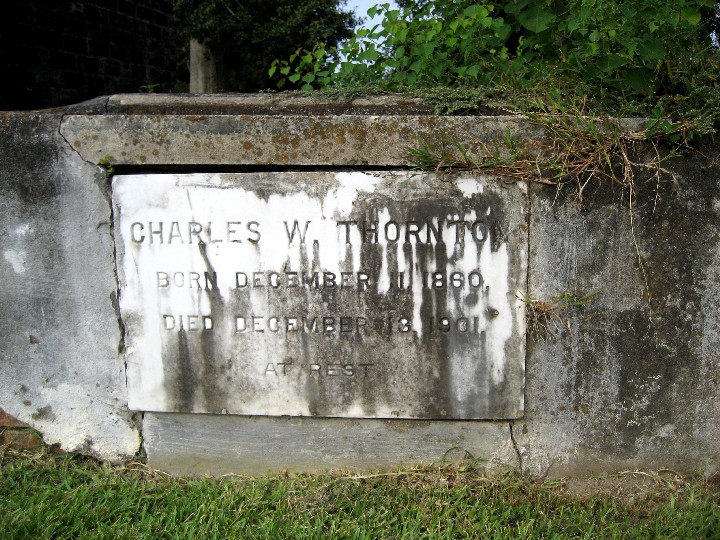 CHARLES W. THORNTON
BORN DECEMBER 11, 1860,
DIED DECEMBER 13, 1901.
AT REST